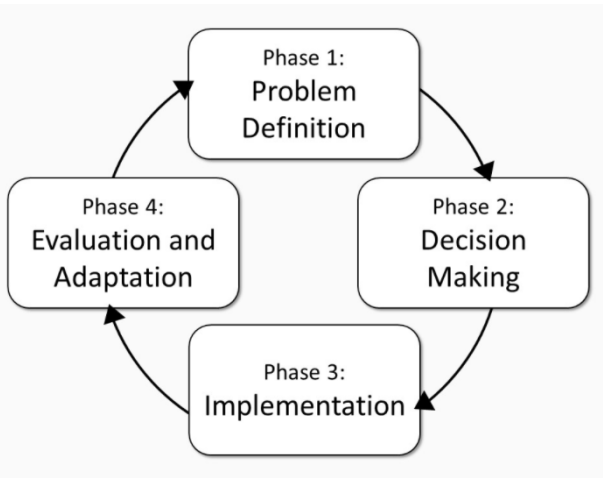 Phase 1:
Problem
Definition
Phase 2:
Decision
Making
Phase 3:
Implementation
Phase 4:
Evaluation and
Adaptation